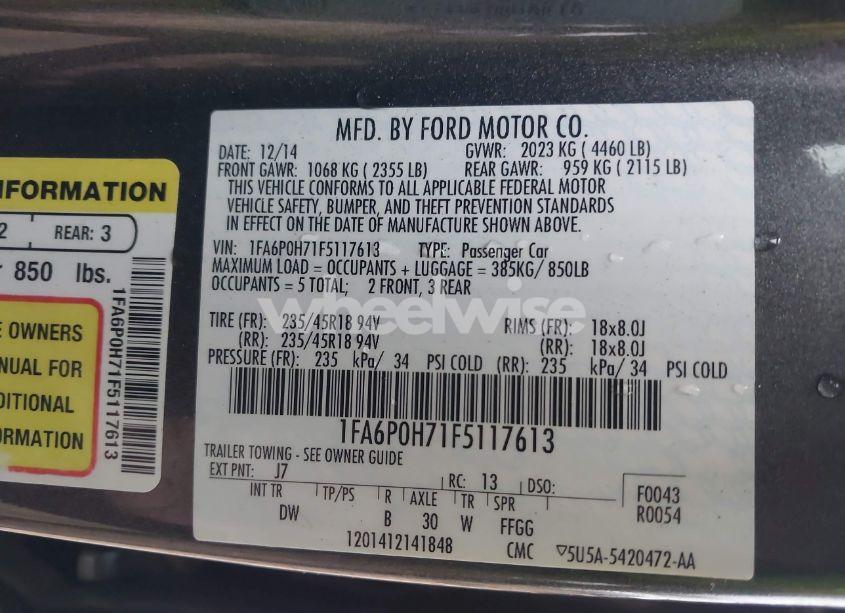 MFD. BY FORD MOTOR CO.
DATE: 12/14 GVWR: 2023 KG ( 4460 LB)
FRONT GAWR: 1068 KG ( 2355 LB) REAR GAWR: 959 KG ( 2115 LB)
THIS VEHICLE CONFORMS TO ALL APPLICABLE FEDERAL MOTOR
VEHICLE SAFETY, BUMPER, AND THEFT PREVENTION STANDARDS
IN EFFECT ON THE DATE OF MANUFACTURE SHOWN ABOVE.
VIN: 1FA6P0H71F5117613 TYPE: Passenger Car
MAXIMUM LOAD = OCCUPANTS + LUGGAGE = 385KG/ 850LB
OCCUPANTS = 5 TOTAL; 2 FRONT, 3 REAR
TIRE (FR): 235/45R18 94V RIMS (FR): 18x8.0J
(RR): 235/45R18 94V (RR): 18x8.0J
PRESSURE (FR): 235 kPa/ 34 PSI COLD (RR): 235 kPa/ 34 PSI COLD
1FA6P0H71F5117613
TRAILER TOWING - SEE OWNER GUIDE
EXT PNT: J7 RC: 13 DSO: F0043
R0054
INT TR TP/PS R AXLE TR SPR
DW B 30 W FFGG
1201412141848 CMC 5U5A-5420472-AA
INFORMATION
2 REAR: 3
850 lbs.
OWNERS
MANUAL FOR
DITIONAL
ORMATION
1FA6P0H71F5117613
wheelwise